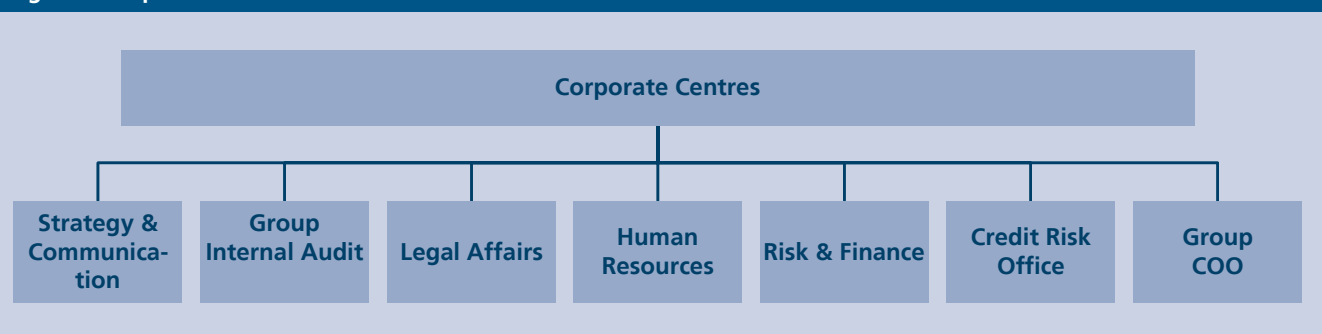 Corporate Centres
Strategy &
Communica-
tion
Group
Internal Audit
Legal Affairs
Human
Resources
Risk & Finance
Credit Risk
Office
Group
COO